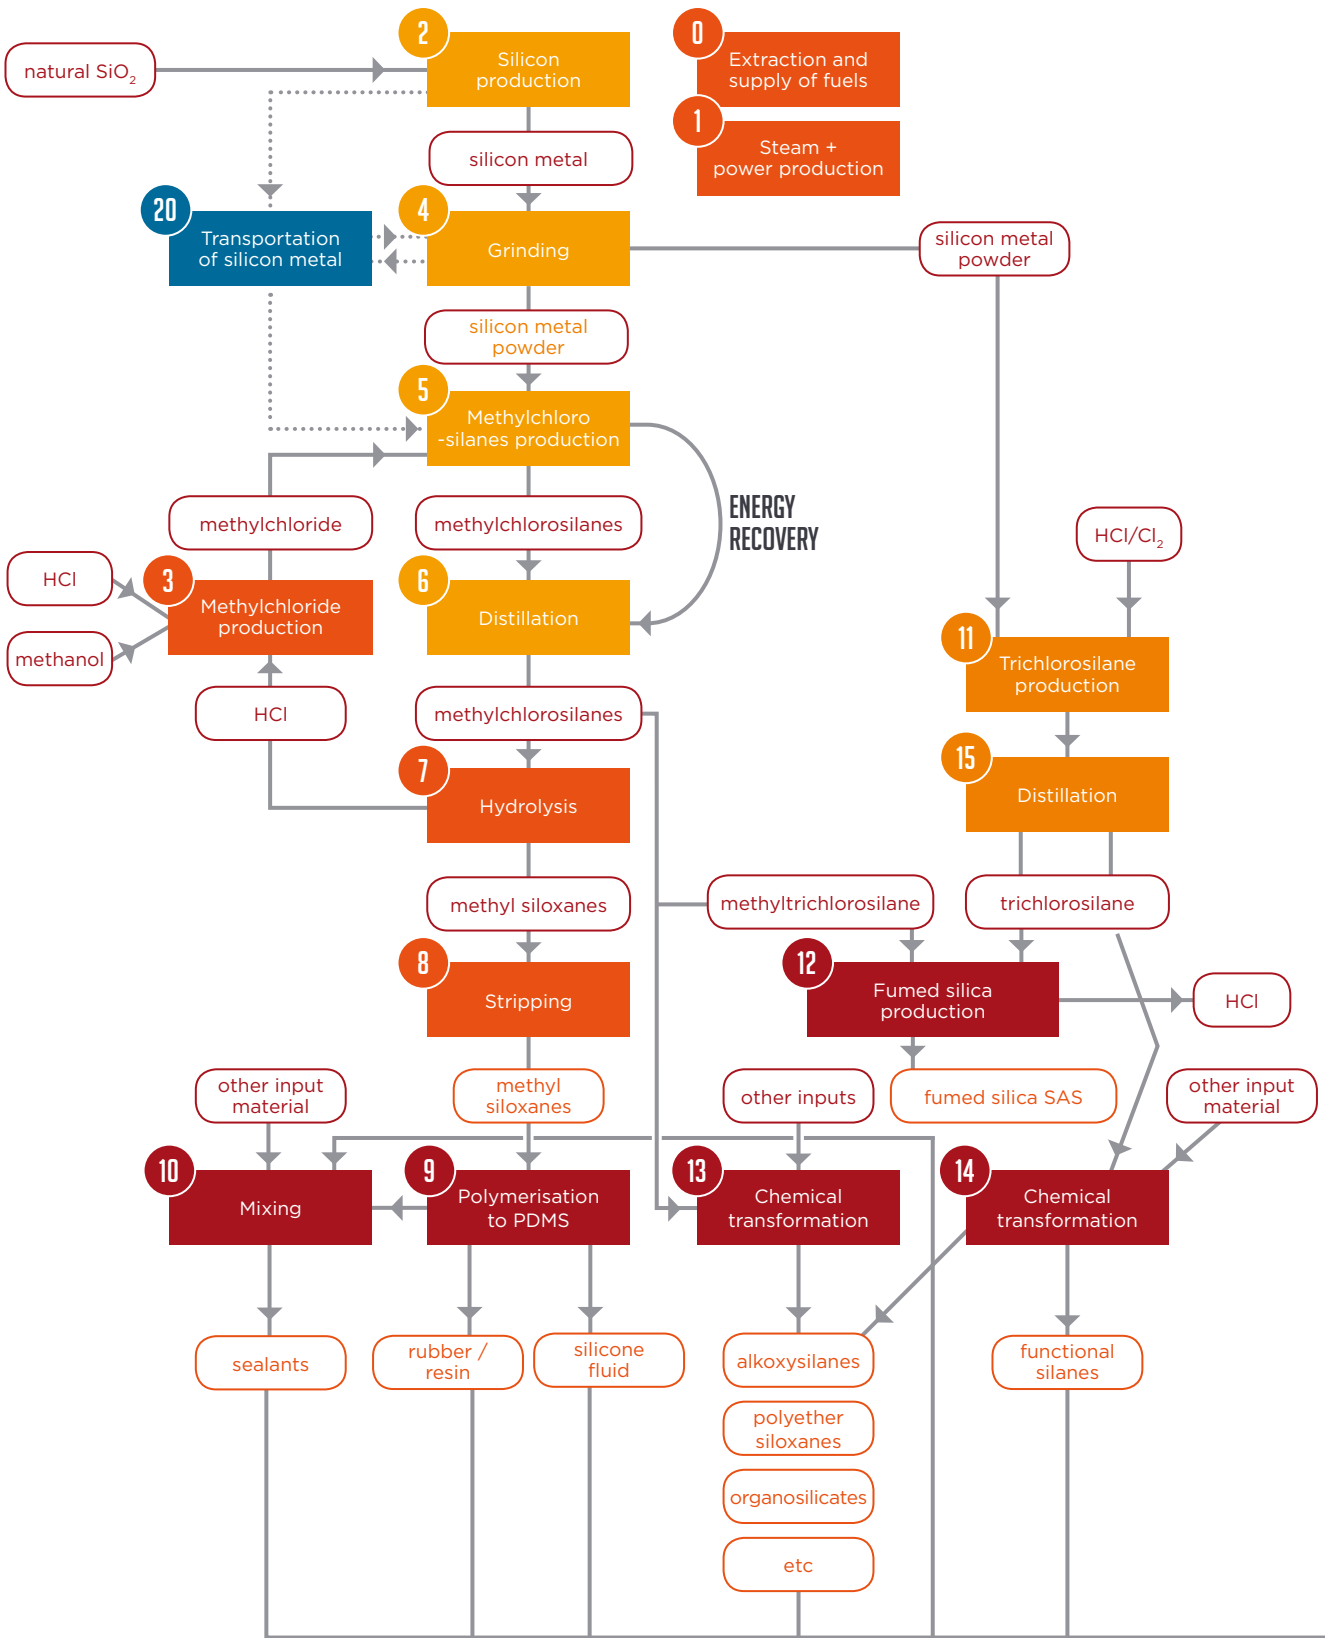 natural SiO₂
2
Silicon
production
0
Extraction and
supply of fuels
1
Steam +
power production
silicon metal
20
Transportation
of silicon metal
4
Grinding
silicon metal
powder
silicon metal
powder
5
Methylchloro
-silanes production
ENERGY
RECOVERY
methylchloride
methylchlorosilanes
HCl/Cl₂
HCl
methanol
3
Methylchloride
production
6
Distillation
11
Trichlorosilane
production
HCl
methylchlorosilanes
7
Hydrolysis
15
Distillation
methyl siloxanes
methyltrichlorosilane
trichlorosilane
8
Stripping
12
Fumed silica
production
HCl
other input
material
methyl
siloxanes
other inputs
fumed silica SAS
other input
material
10
Mixing
9
Polymerisation
to PDMS
13
Chemical
transformation
14
Chemical
transformation
sealants
rubber /
resin
silicone
fluid
alkoxysilanes
functional
silanes
polyether
siloxanes
organosilicates
etc